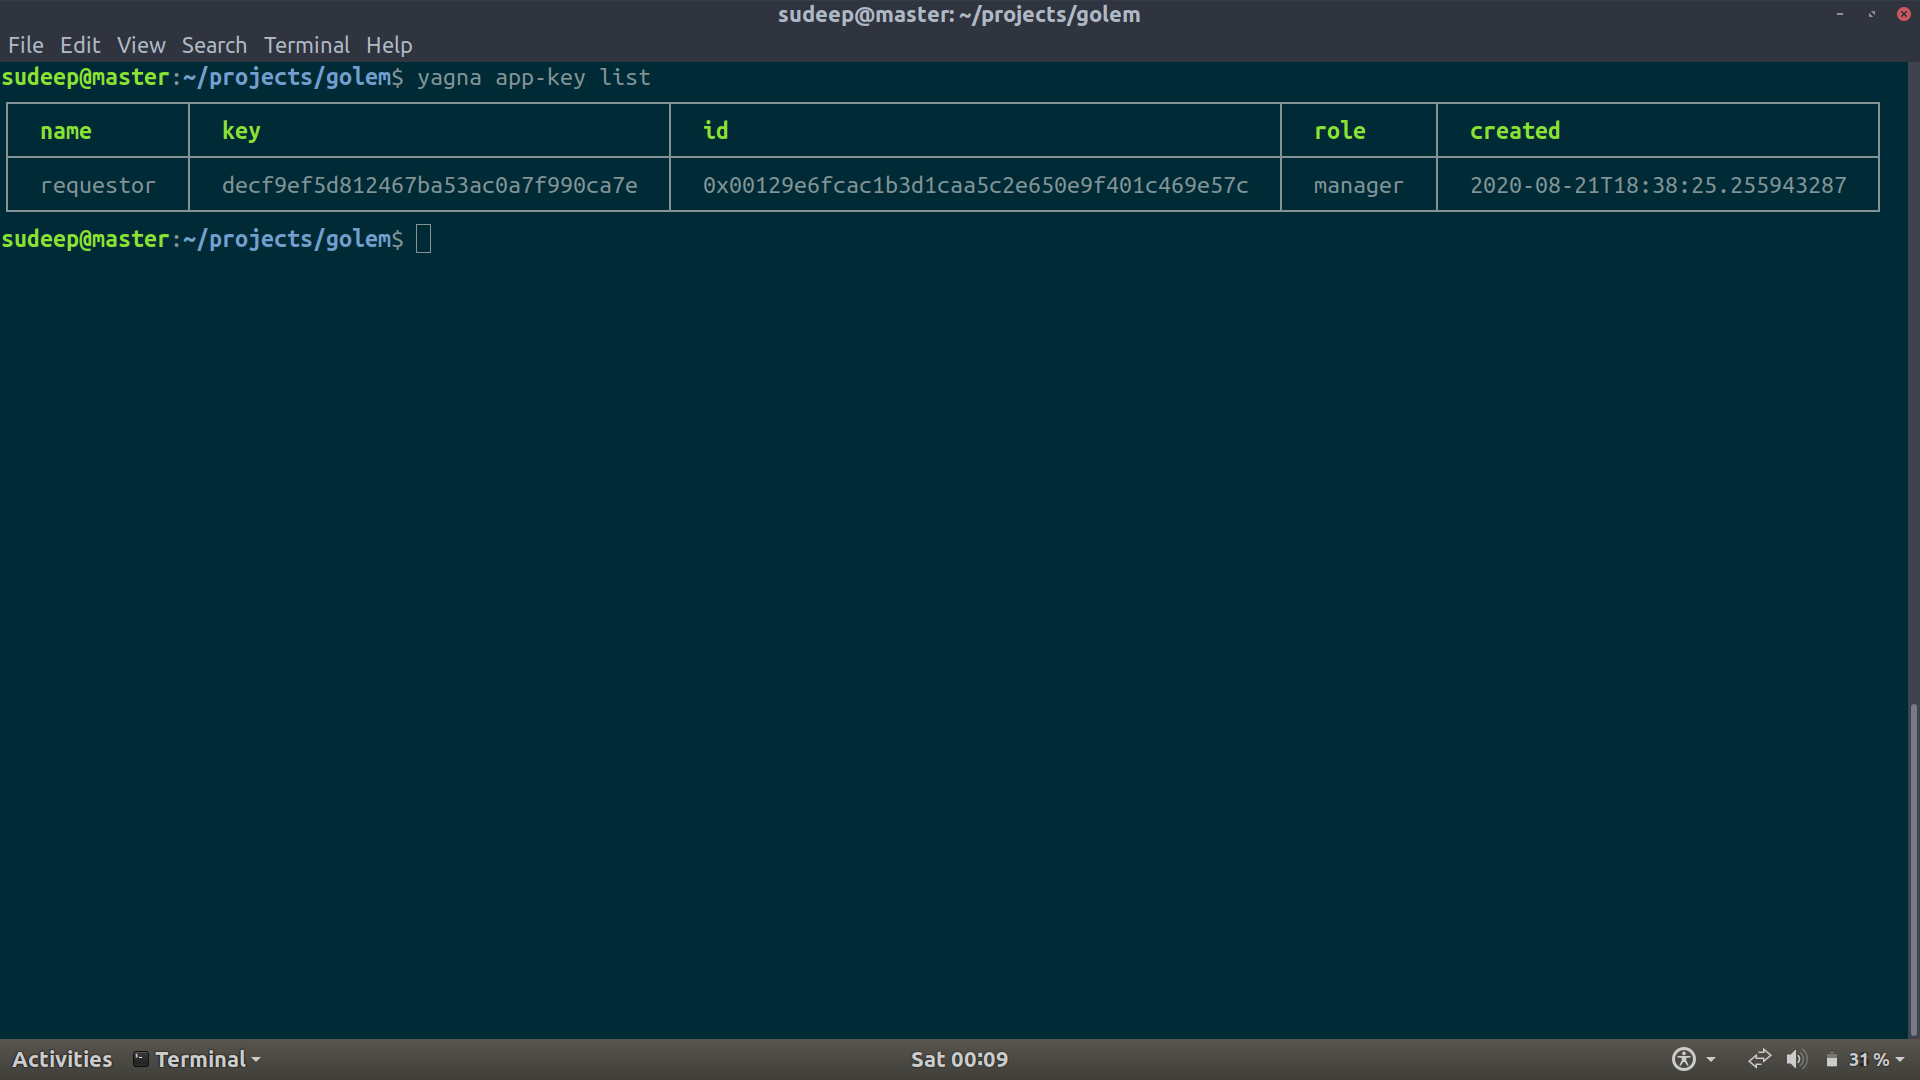 sudeep@master: ~/projects/golem
File Edit View Search Terminal Help
sudeep@master:~/projects/golem$ yagna app-key list
name key id role created
requestor decf9ef5d812467ba53ac0a7f990ca7e 0x00129e6fcac1b3d1caa5c2e650e9f401c469e57c manager 2020-08-21T18:38:25.255943287
sudeep@master:~/projects/golem$
Activities Terminal Sat 00:09 31 %